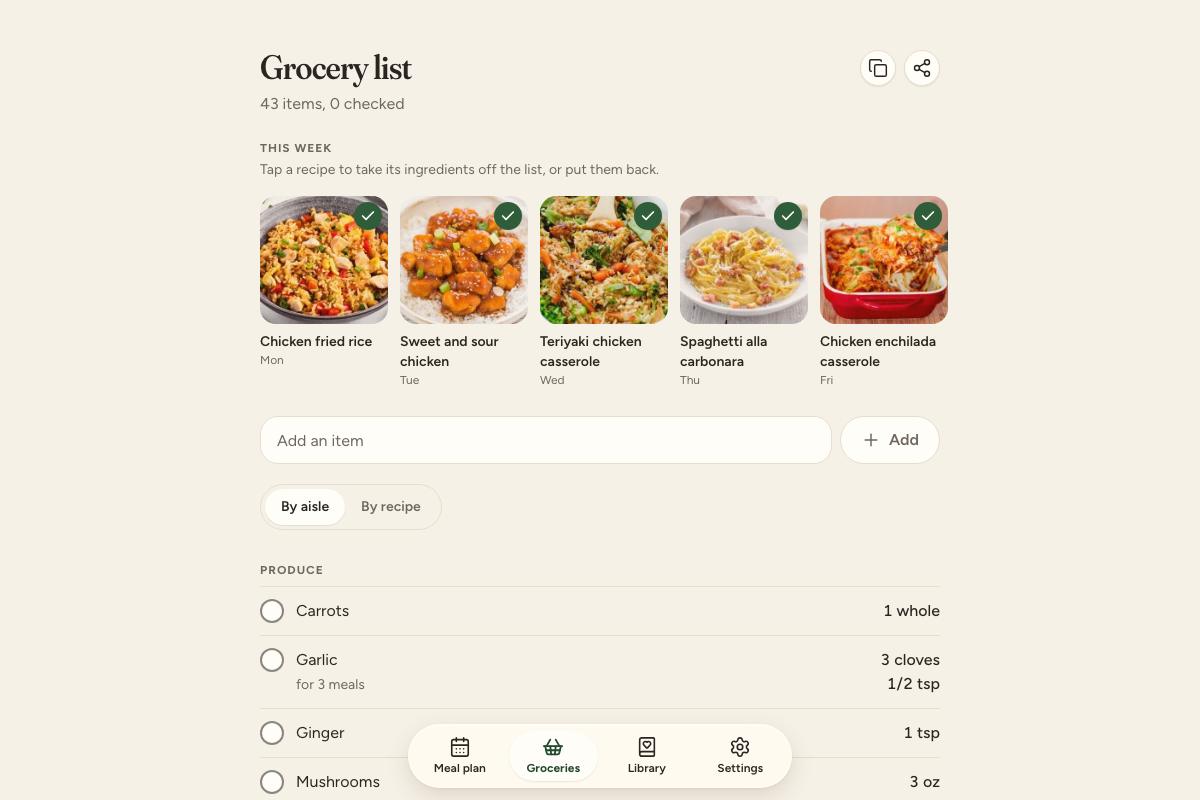 Grocery list
43 items, 0 checked
THIS WEEK
Tap a recipe to take its ingredients off the list, or put them back.
Chicken fried rice
Mon
Sweet and sour
chicken
Tue
Teriyaki chicken
casserole
Wed
Spaghetti alla
carbonara
Thu
Chicken enchilada
casserole
Fri
Add an item
Add
By aisle
By recipe
PRODUCE
Carrots
1 whole
Garlic
3 cloves
for 3 meals
1/2 tsp
Ginger
1 tsp
Mushrooms
3 oz
Meal plan
Groceries
Library
Settings